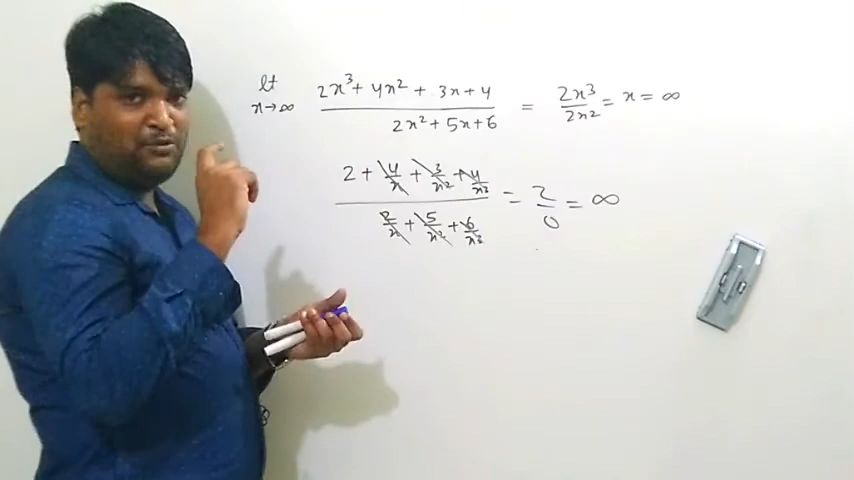 lt x→∞ (2x³ + 4x² + 3x + 4)/(2x² + 5x + 6) = 2x³/2x² = x = ∞
(2 + 4/x + 3/x² + 4/x³)/(2/x + 5/x² + 6/x³) = 2/0 = ∞